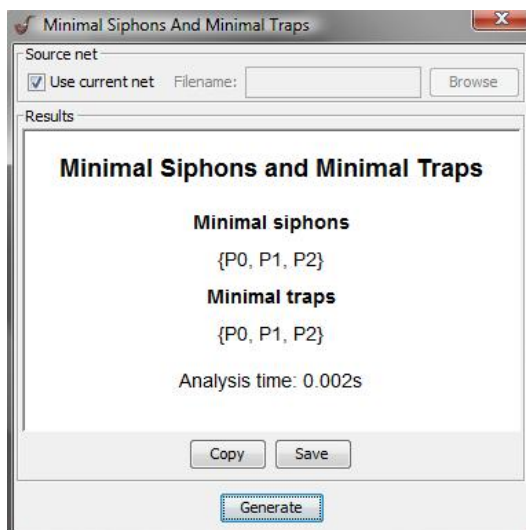 Minimal Siphons And Minimal Traps
Source net
Use current net Filename: Browse
Results
Minimal Siphons and Minimal Traps
Minimal siphons
{P0, P1, P2}
Minimal traps
{P0, P1, P2}
Analysis time: 0.002s
Copy Save
Generate